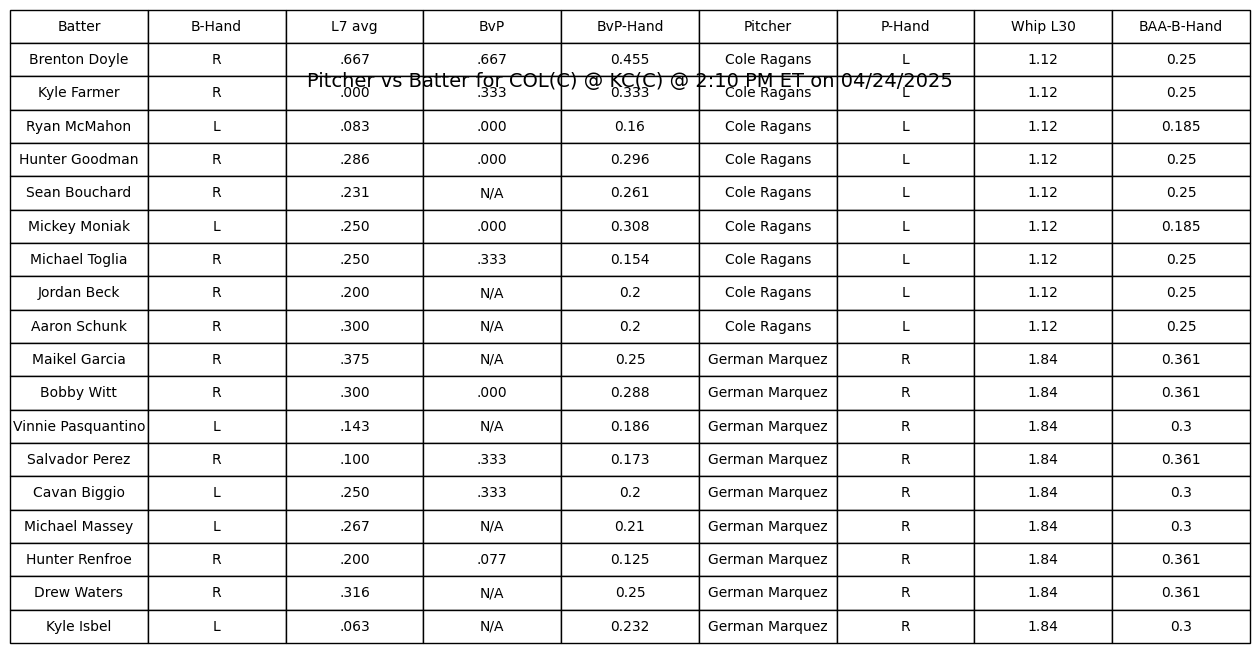 Batter B-Hand L7 avg BvP BvP-Hand Pitcher P-Hand Whip L30 BAA-B-Hand
Brenton Doyle R .667 .667 0.455 Cole Ragans L 1.12 0.25
Pitcher vs Batter for COL(C) @ KC(C) @ 2:10 PM ET on 04/24/2025
Kyle Farmer R .000 .333 0.333 Cole Ragans L 1.12 0.25
Ryan McMahon L .083 .000 0.16 Cole Ragans L 1.12 0.185
Hunter Goodman R .286 .000 0.296 Cole Ragans L 1.12 0.25
Sean Bouchard R .231 N/A 0.261 Cole Ragans L 1.12 0.25
Mickey Moniak L .250 .000 0.308 Cole Ragans L 1.12 0.185
Michael Toglia R .250 .333 0.154 Cole Ragans L 1.12 0.25
Jordan Beck R .200 N/A 0.2 Cole Ragans L 1.12 0.25
Aaron Schunk R .300 N/A 0.2 Cole Ragans L 1.12 0.25
Maikel Garcia R .375 N/A 0.25 German Marquez R 1.84 0.361
Bobby Witt R .300 .000 0.288 German Marquez R 1.84 0.361
Vinnie Pasquantino L .143 N/A 0.186 German Marquez R 1.84 0.3
Salvador Perez R .100 .333 0.173 German Marquez R 1.84 0.361
Cavan Biggio L .250 .333 0.2 German Marquez R 1.84 0.3
Michael Massey L .267 N/A 0.21 German Marquez R 1.84 0.3
Hunter Renfroe R .200 .077 0.125 German Marquez R 1.84 0.361
Drew Waters R .316 N/A 0.25 German Marquez R 1.84 0.361
Kyle Isbel L .063 N/A 0.232 German Marquez R 1.84 0.3